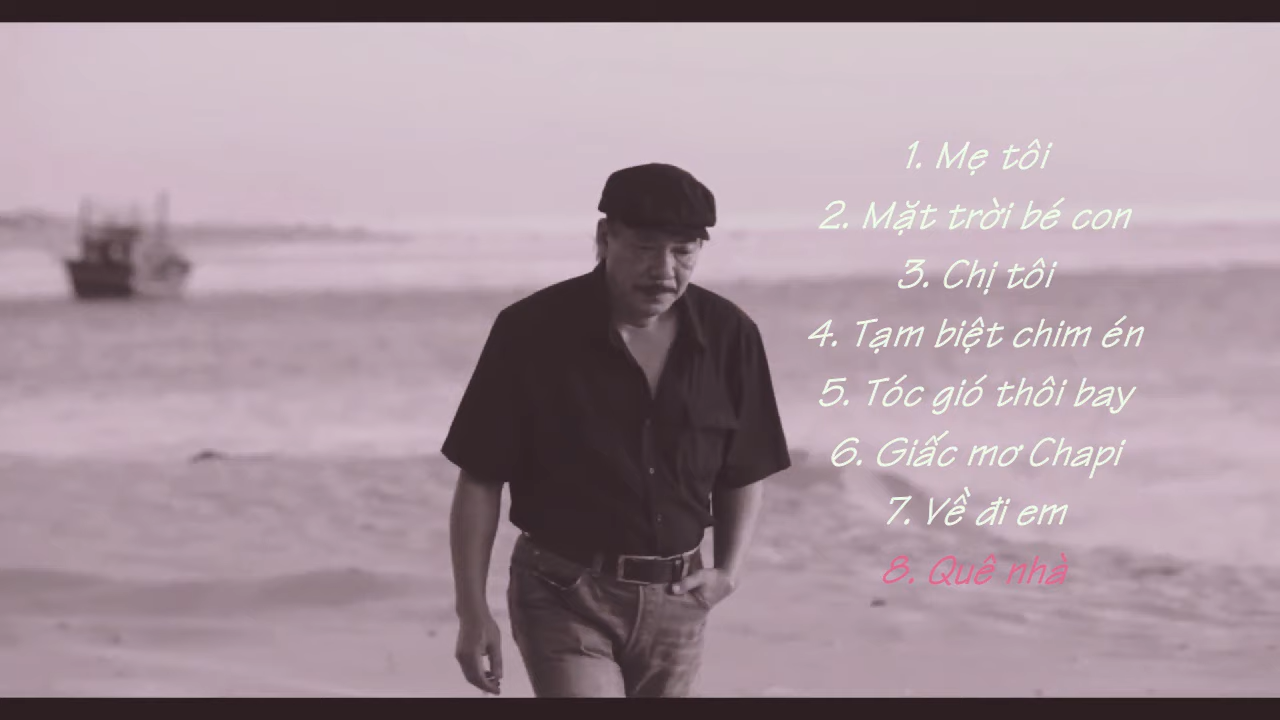 1. Mẹ tôi
2. Mặt trời bé con
3. Chị tôi
4. Tạm biệt chim én
5. Tóc gió thôi bay
6. Giấc mơ Chapi
7. Về đi em
8. Quê nhà